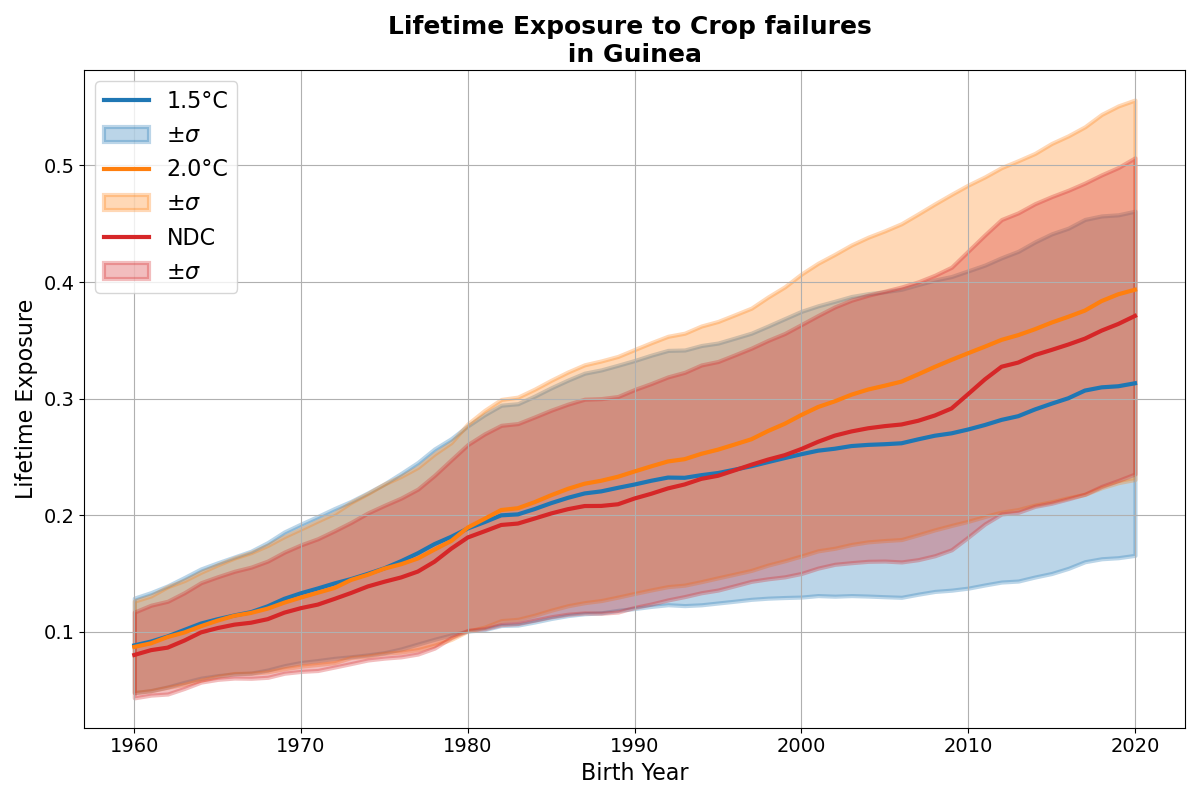 Lifetime Exposure to Crop failures
in Guinea
1.5°C
±σ
2.0°C
±σ
NDC
±σ
Lifetime Exposure
0.5
0.4
0.3
0.2
0.1
1960 1970 1980 1990 2000 2010 2020
Birth Year